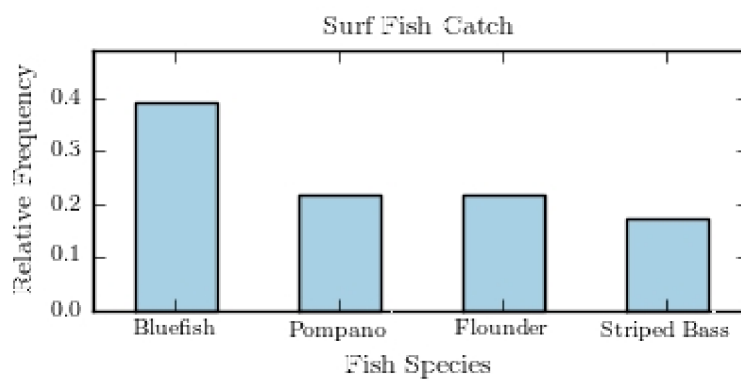 Surf Fish Catch
Relative Frequency
0.4
0.3
0.2
0.1
0.0
Bluefish Pompano Flounder Striped Bass
Fish Species